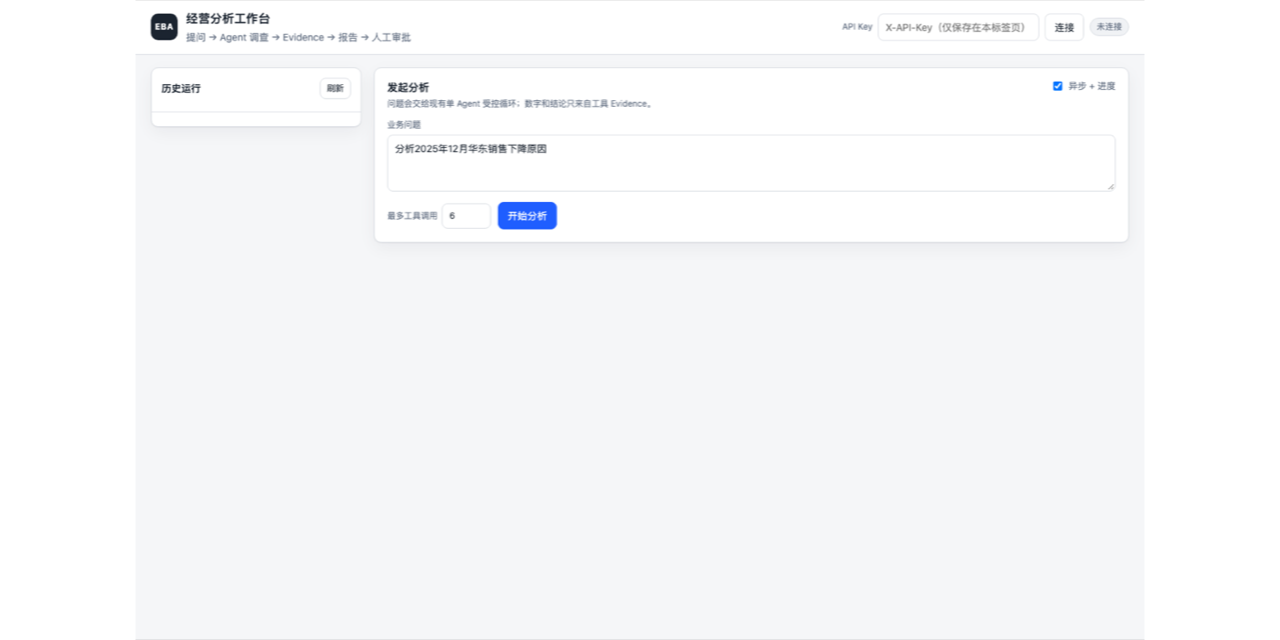 EBA
经营分析工作台
提问 → Agent 调查 → Evidence → 报告 → 人工审批
API Key
X-API-Key（仅保存在本标签页）
连接
未连接
历史运行
刷新
发起分析
问题会交给现有单 Agent 受控循环；数字和结论只来自工具 Evidence。
异步 + 进度
业务问题
分析2025年12月华东销售下降原因
最多工具调用
6
开始分析